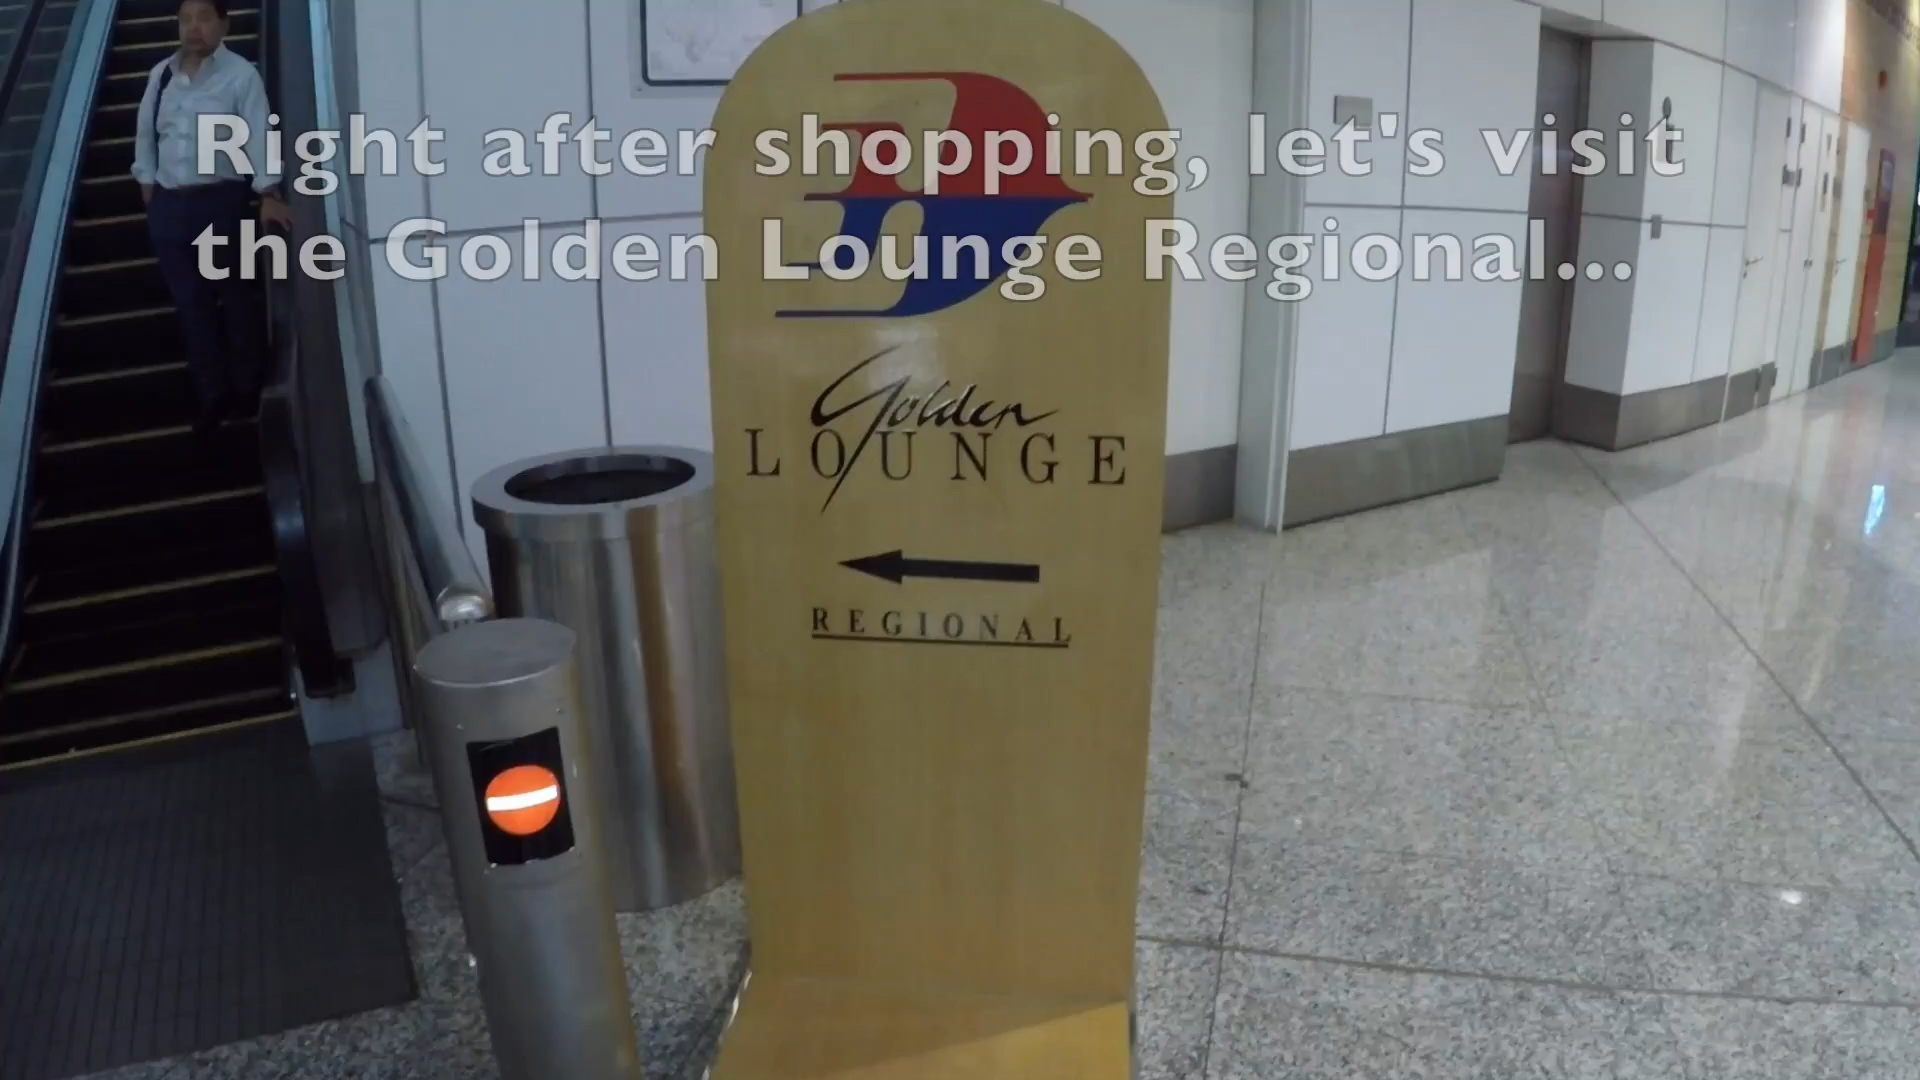 Right after shopping, let's visit
the Golden Lounge Regional...
Golden
LOUNGE
REGIONAL